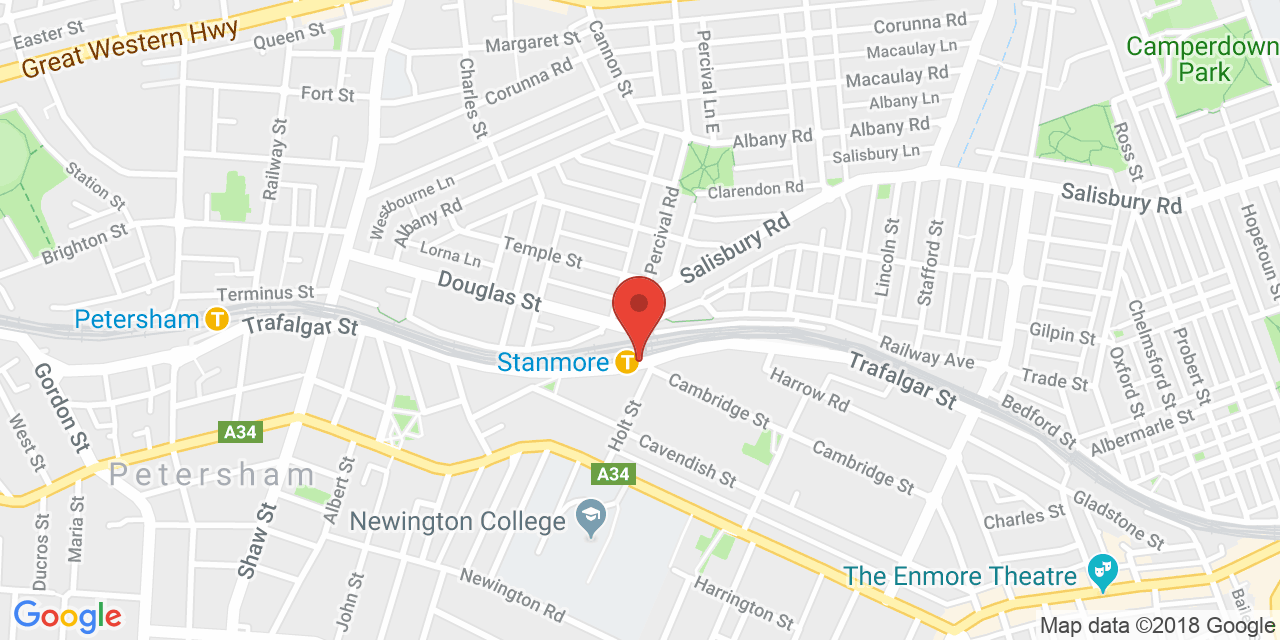 Easter St
Great Western Hwy
Queen St
Margaret St
Cannon St
Percival Ln E
Corunna Rd
Macaulay Ln
Macaulay Rd
Albany Ln
Albany Rd
Salisbury Ln
Camperdown
Park
Charles St
Corunna Rd
Fort St
Railway St
Albany Rd
Ross St
Station St
Westbourne Ln
Albany Rd
Clarendon Rd
Salisbury Rd
Percival Rd
Salisbury Rd
Hopetoun St
Brighton St
Lorna Ln
Temple St
Lincoln St
Stafford St
Douglas St
Terminus St
Petersham
T
Trafalgar St
Stanmore
T
Gilpin St
Chelmsford St
Probert St
Oxford St
Railway Ave
Trade St
Trafalgar St
Bedford St
Albermarle St
Gordon St
West St
Cambridge St
Harrow Rd
Holt St
A34
Cavendish St
Cambridge St
A34
Petersham
Albert St
Maria St
Ducros St
Shaw St
Newington College
Charles St
Gladstone St
The Enmore Theatre
Newington Rd
Harrington St
John St
Bai
Google
Map data ©2018 Google